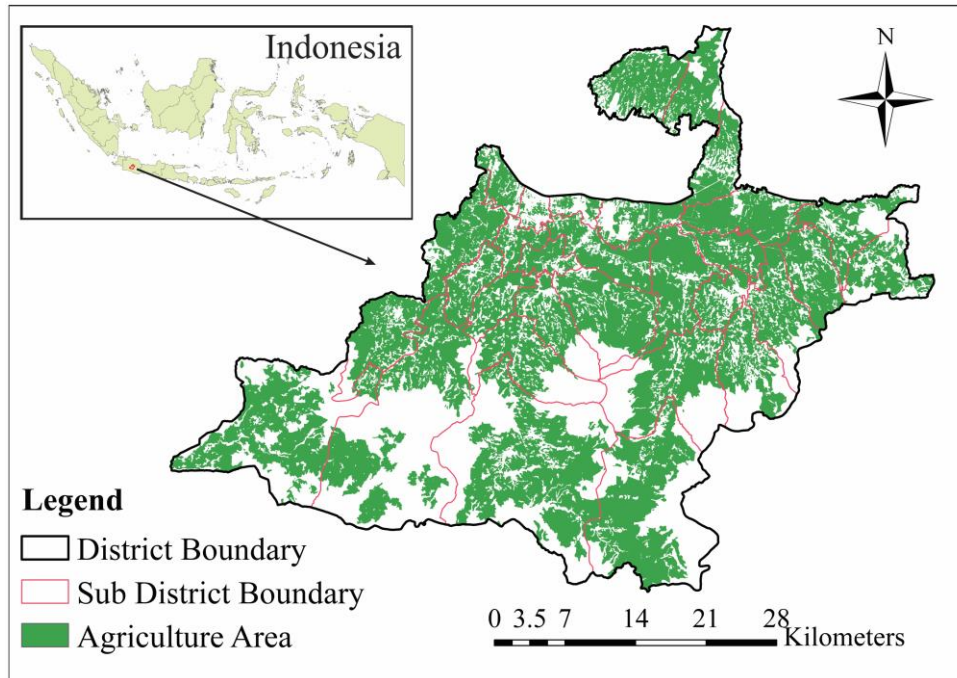 Indonesia
N
Legend
District Boundary
Sub District Boundary
Agriculture Area
0 3.5 7 14 21 28
Kilometers